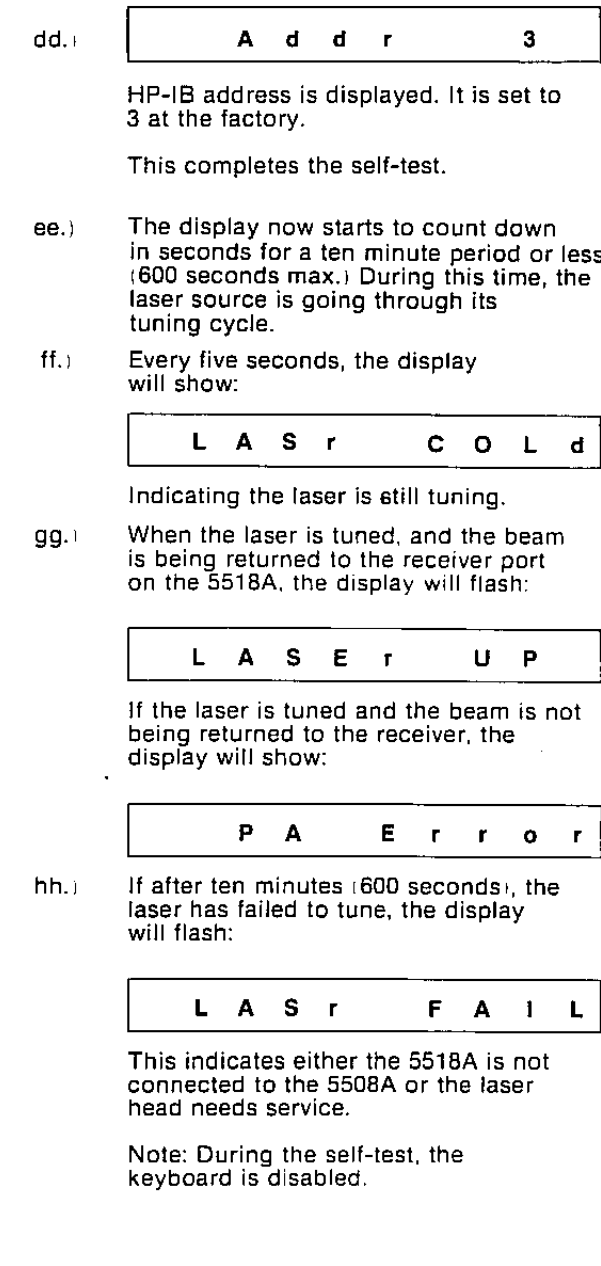 dd.) A d d r 3
HP-IB address is displayed. It is set to
3 at the factory.
This completes the self-test.
ee.) The display now starts to count down
in seconds for a ten minute period or less
(600 seconds max.) During this time, the
laser source is going through its
tuning cycle.
ff.) Every five seconds, the display
will show:
L A S r C O L d
Indicating the laser is still tuning.
gg.) When the laser is tuned, and the beam
is being returned to the receiver port
on the 5518A, the display will flash:
L A S E r U P
If the laser is tuned and the beam is not
being returned to the receiver, the
display will show:
P A E r r o r
hh.) If after ten minutes (600 seconds), the
laser has failed to tune, the display
will flash:
L A S r F A I L
This indicates either the 5518A is not
connected to the 5508A or the laser
head needs service.
Note: During the self-test, the
keyboard is disabled.